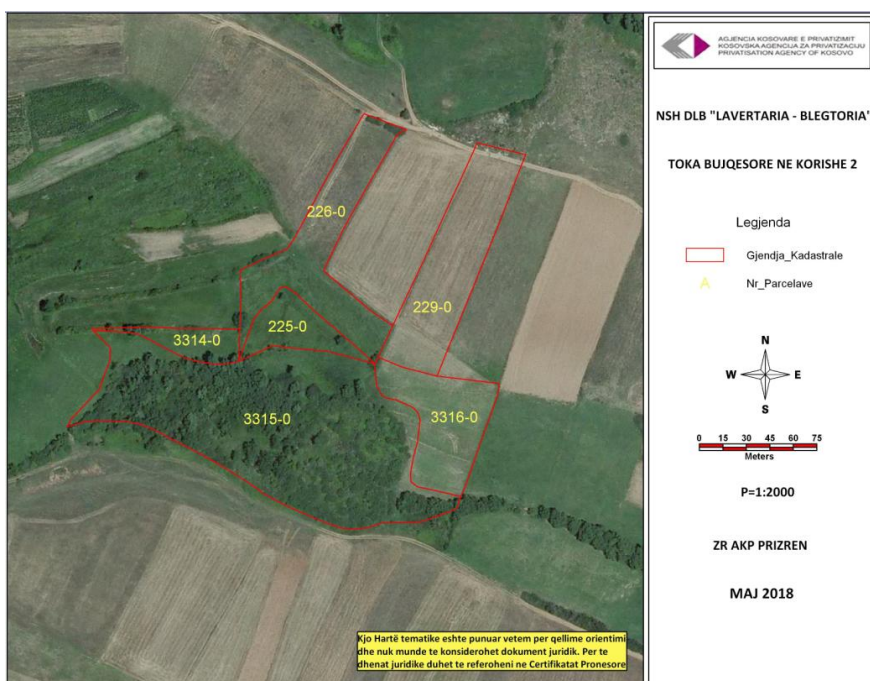 226-0
229-0
225-0
3314-0
3315-0
3316-0
Kjo Hartë tematike eshte punuar vetem per qellime orientimi
dhe nuk munde te konsiderohet dokument juridik. Per te
dhenat juridike duhet te referoheni ne Certifikatat Pronesore
AGJENCIA KOSOVARE E PRIVATIZIMIT
KOSOVSKA AGENCIJA ZA PRIVATIZACIJU
PRIVATISATION AGENCY OF KOSOVO
NSH DLB "LAVERTARIA - BLEGTORIA"
TOKA BUJQESORE NE KORISHE 2
Legjenda
Gjendja_Kadastrale
A Nr_Parcelave
N
W E
S
0 15 30 45 60 75
Meters
P=1:2000
ZR AKP PRIZREN
MAJ 2018